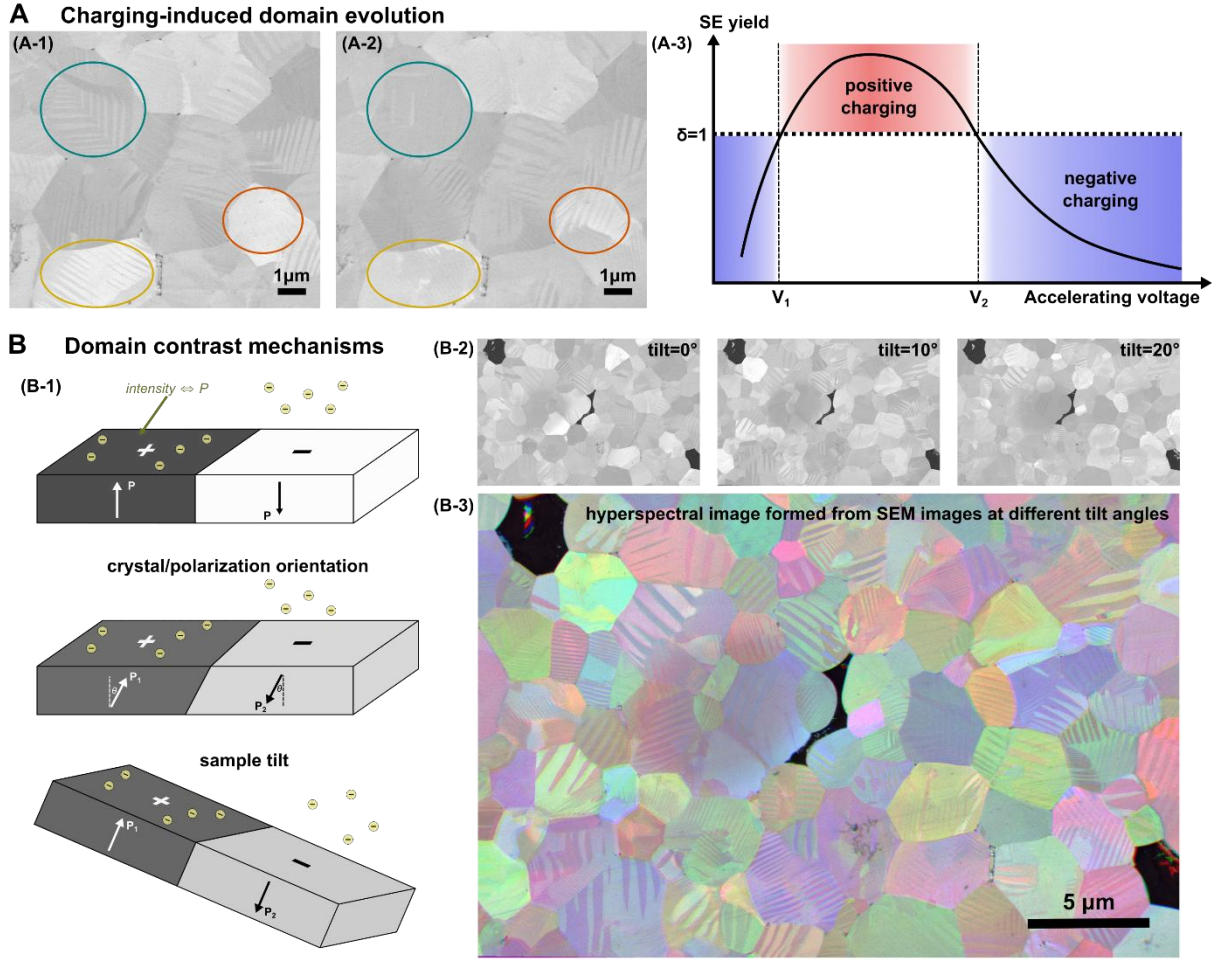 A Charging-induced domain evolution
(A-1)
1µm
(A-2)
1µm
(A-3)
SE yield
δ=1
positive
charging
negative
charging
V₁
V₂
Accelerating voltage
B Domain contrast mechanisms
(B-1)
intensity ⇔ P
+
−
P
P
crystal/polarization orientation
+
−
θ
P₁
θ
P₂
sample tilt
+
−
P₁
P₂
(B-2)
tilt=0°
tilt=10°
tilt=20°
(B-3)
hyperspectral image formed from SEM images at different tilt angles
5 µm